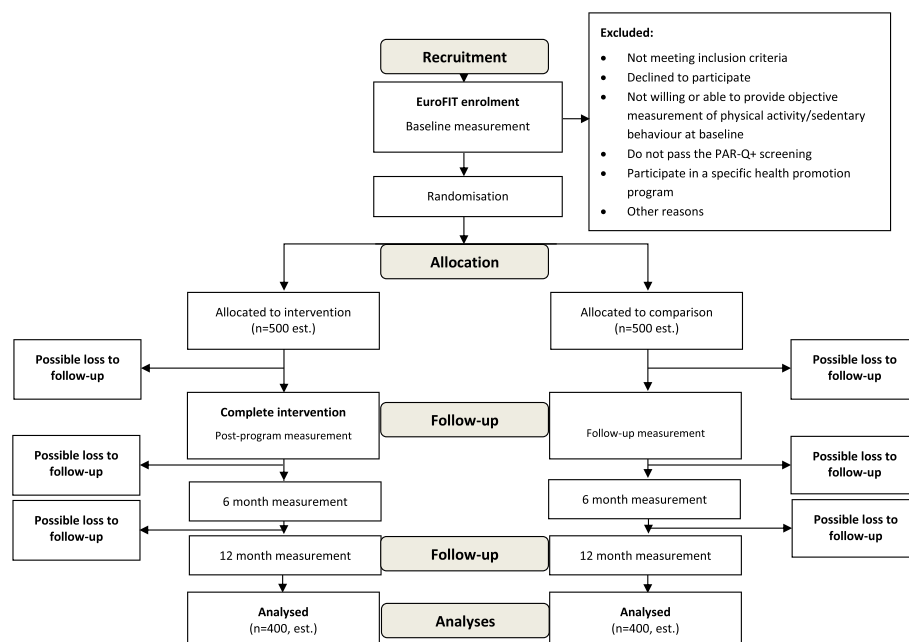 Recruitment
EuroFIT enrolment
Baseline measurement
Excluded:
• Not meeting inclusion criteria
• Declined to participate
• Not willing or able to provide objective
measurement of physical activity/sedentary
behaviour at baseline
• Do not pass the PAR-Q+ screening
• Participate in a specific health promotion
program
• Other reasons
Randomisation
Allocation
Allocated to intervention
(n=500 est.)
Allocated to comparison
(n=500 est.)
Possible loss to
follow-up
Possible loss to
follow-up
Complete intervention
Post-program measurement
Follow-up
Follow-up measurement
Possible loss to
follow-up
Possible loss to
follow-up
6 month measurement
6 month measurement
Possible loss to
follow-up
Possible loss to
follow-up
12 month measurement
Follow-up
12 month measurement
Analysed
(n=400, est.)
Analyses
Analysed
(n=400, est.)